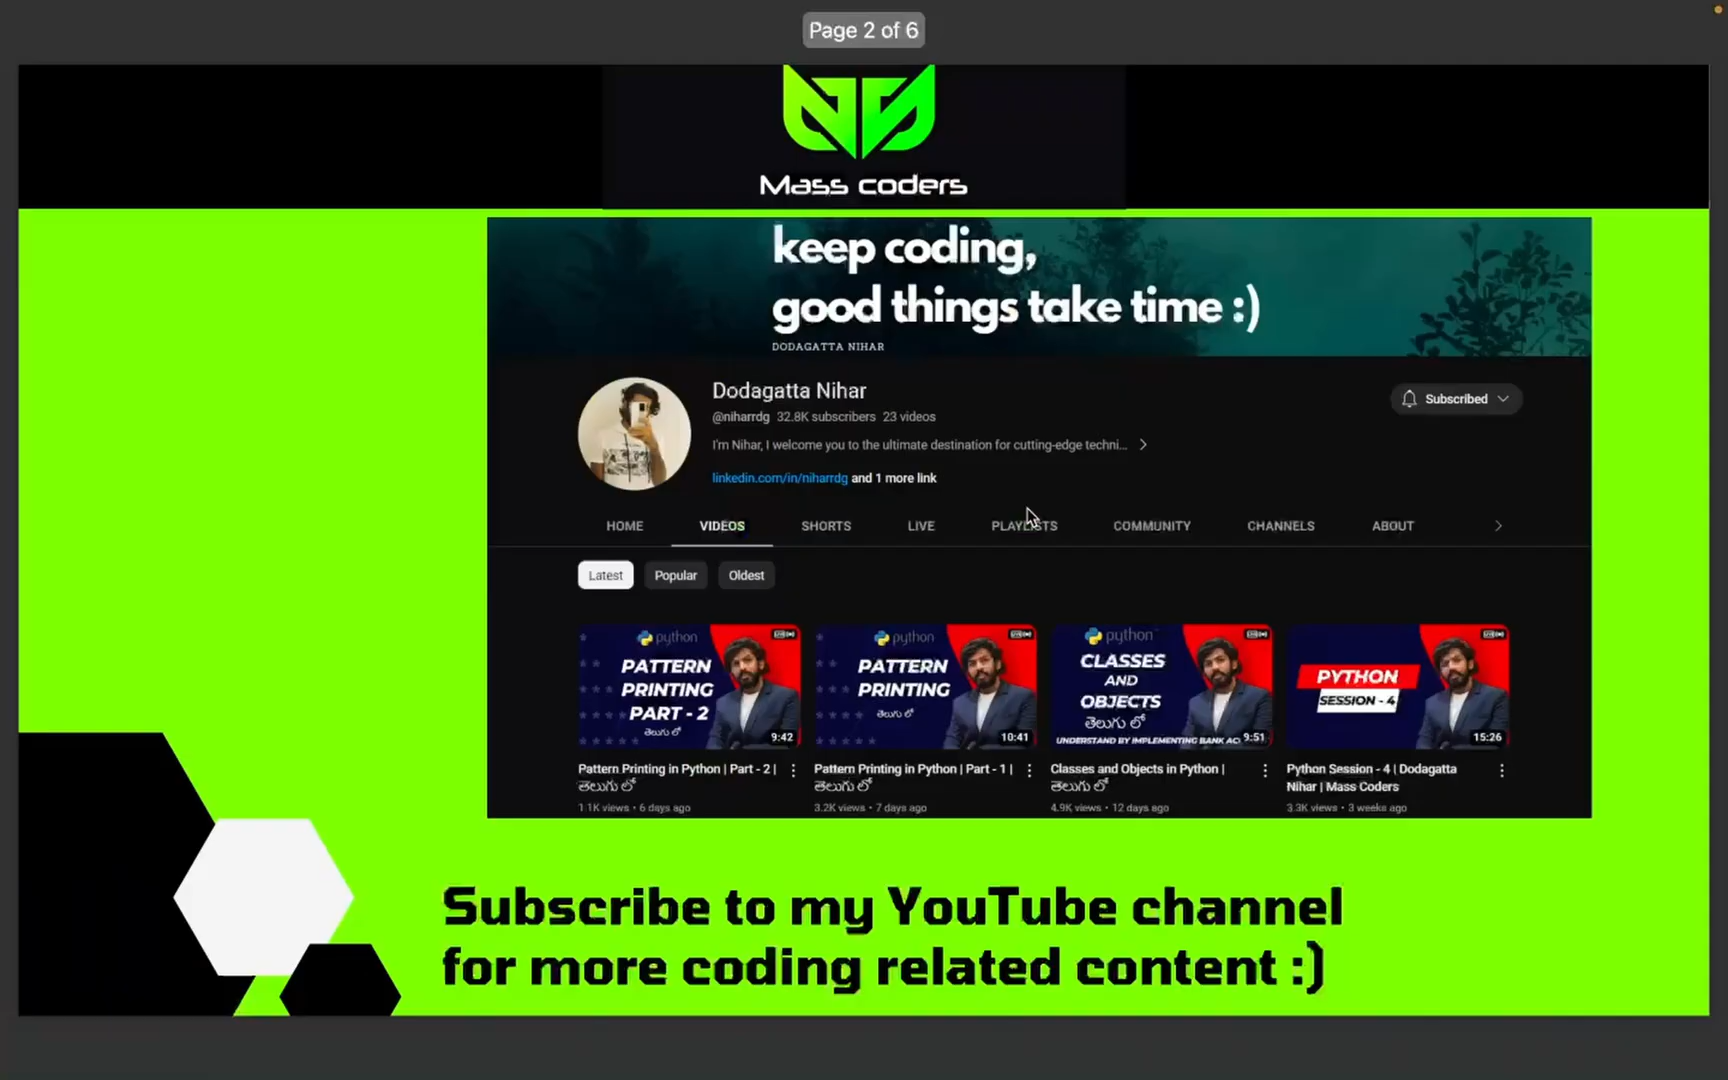 Page 2 of 6
Mass coders
keep coding,
good things take time :)
DODAGATTA NIHAR
Dodagatta Nihar
@niharrdg 32.8K subscribers 23 videos
I'm Nihar, I welcome you to the ultimate destination for cutting-edge techni...
linkedin.com/in/niharrdg and 1 more link
Subscribed
HOME VIDEOS SHORTS LIVE PLAYLISTS COMMUNITY CHANNELS ABOUT
Latest Popular Oldest
python
PATTERN
PRINTING
PART - 2
తెలుగు లో
9:42
python
PATTERN
PRINTING
తెలుగు లో
10:41
python
CLASSES
AND
OBJECTS
తెలుగు లో
UNDERSTAND BY IMPLEMENTING BANK AC
9:51
PYTHON
SESSION - 4
15:26
Pattern Printing in Python | Part - 2 |
తెలుగు లో
1.1K views • 6 days ago
Pattern Printing in Python | Part - 1 |
తెలుగు లో
3.2K views • 7 days ago
Classes and Objects in Python |
తెలుగు లో
4.9K views • 12 days ago
Python Session - 4 | Dodagatta
Nihar | Mass Coders
3.3K views • 3 weeks ago
Subscribe to my YouTube channel
for more coding related content :)